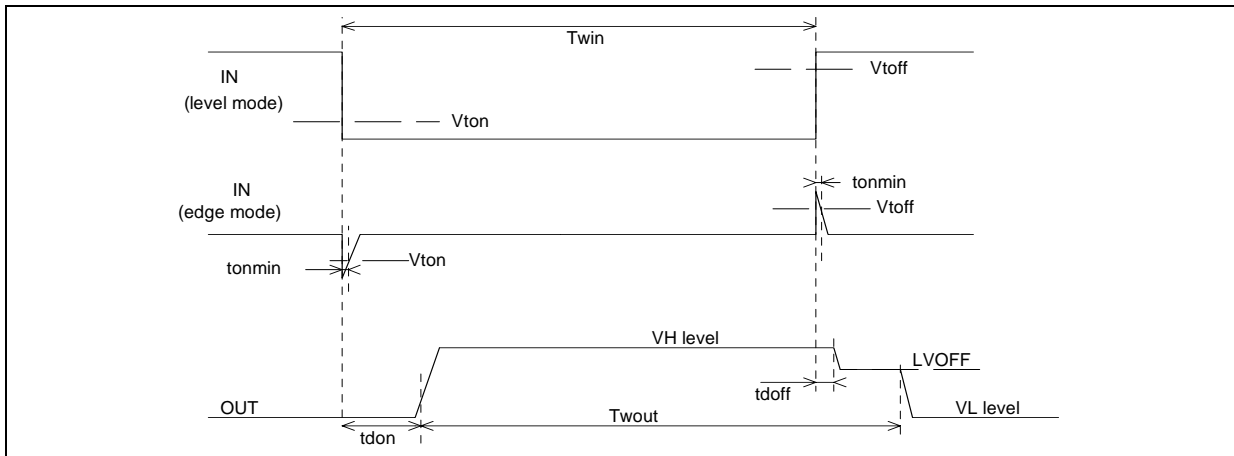 Twin
IN
(level mode)
Vtoff
Vton
IN
(edge mode)
tonmin
Vtoff
tonmin
Vton
VH level
LVOFF
tdoff
OUT
Twout
VL level
tdon